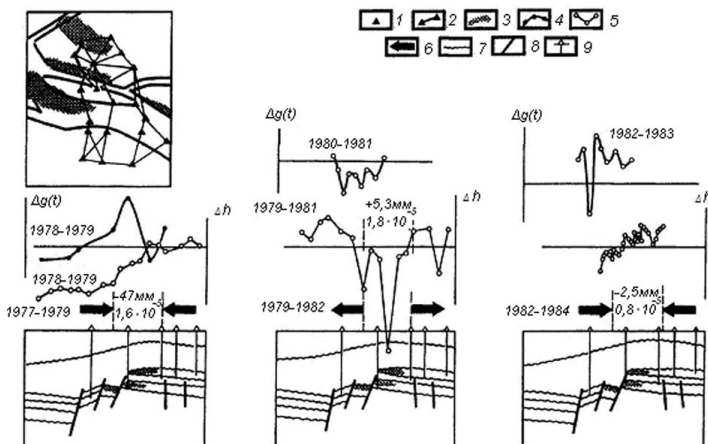 1 2 3 4 5
6 7 8 9
Δg(t)
1978-1979
1978-1979
Δh
1977-1979
-47мм
1,6·10⁻⁵
Δg(t)
1980-1981
1979-1981
+5,3мм
1,8·10⁻⁵
Δh
1979-1982
Δg(t)
1982-1983
Δh
1982-1984
-2,5мм
0,8·10⁻⁵